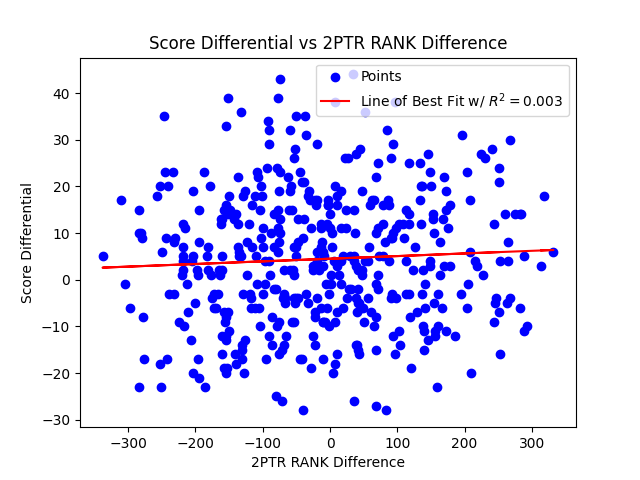 Score Differential vs 2PTR RANK Difference
Points
Line of Best Fit w/ R² = 0.003
Score Differential
40
30
20
10
0
−10
−20
−30
−300 −200 −100 0 100 200 300
2PTR RANK Difference